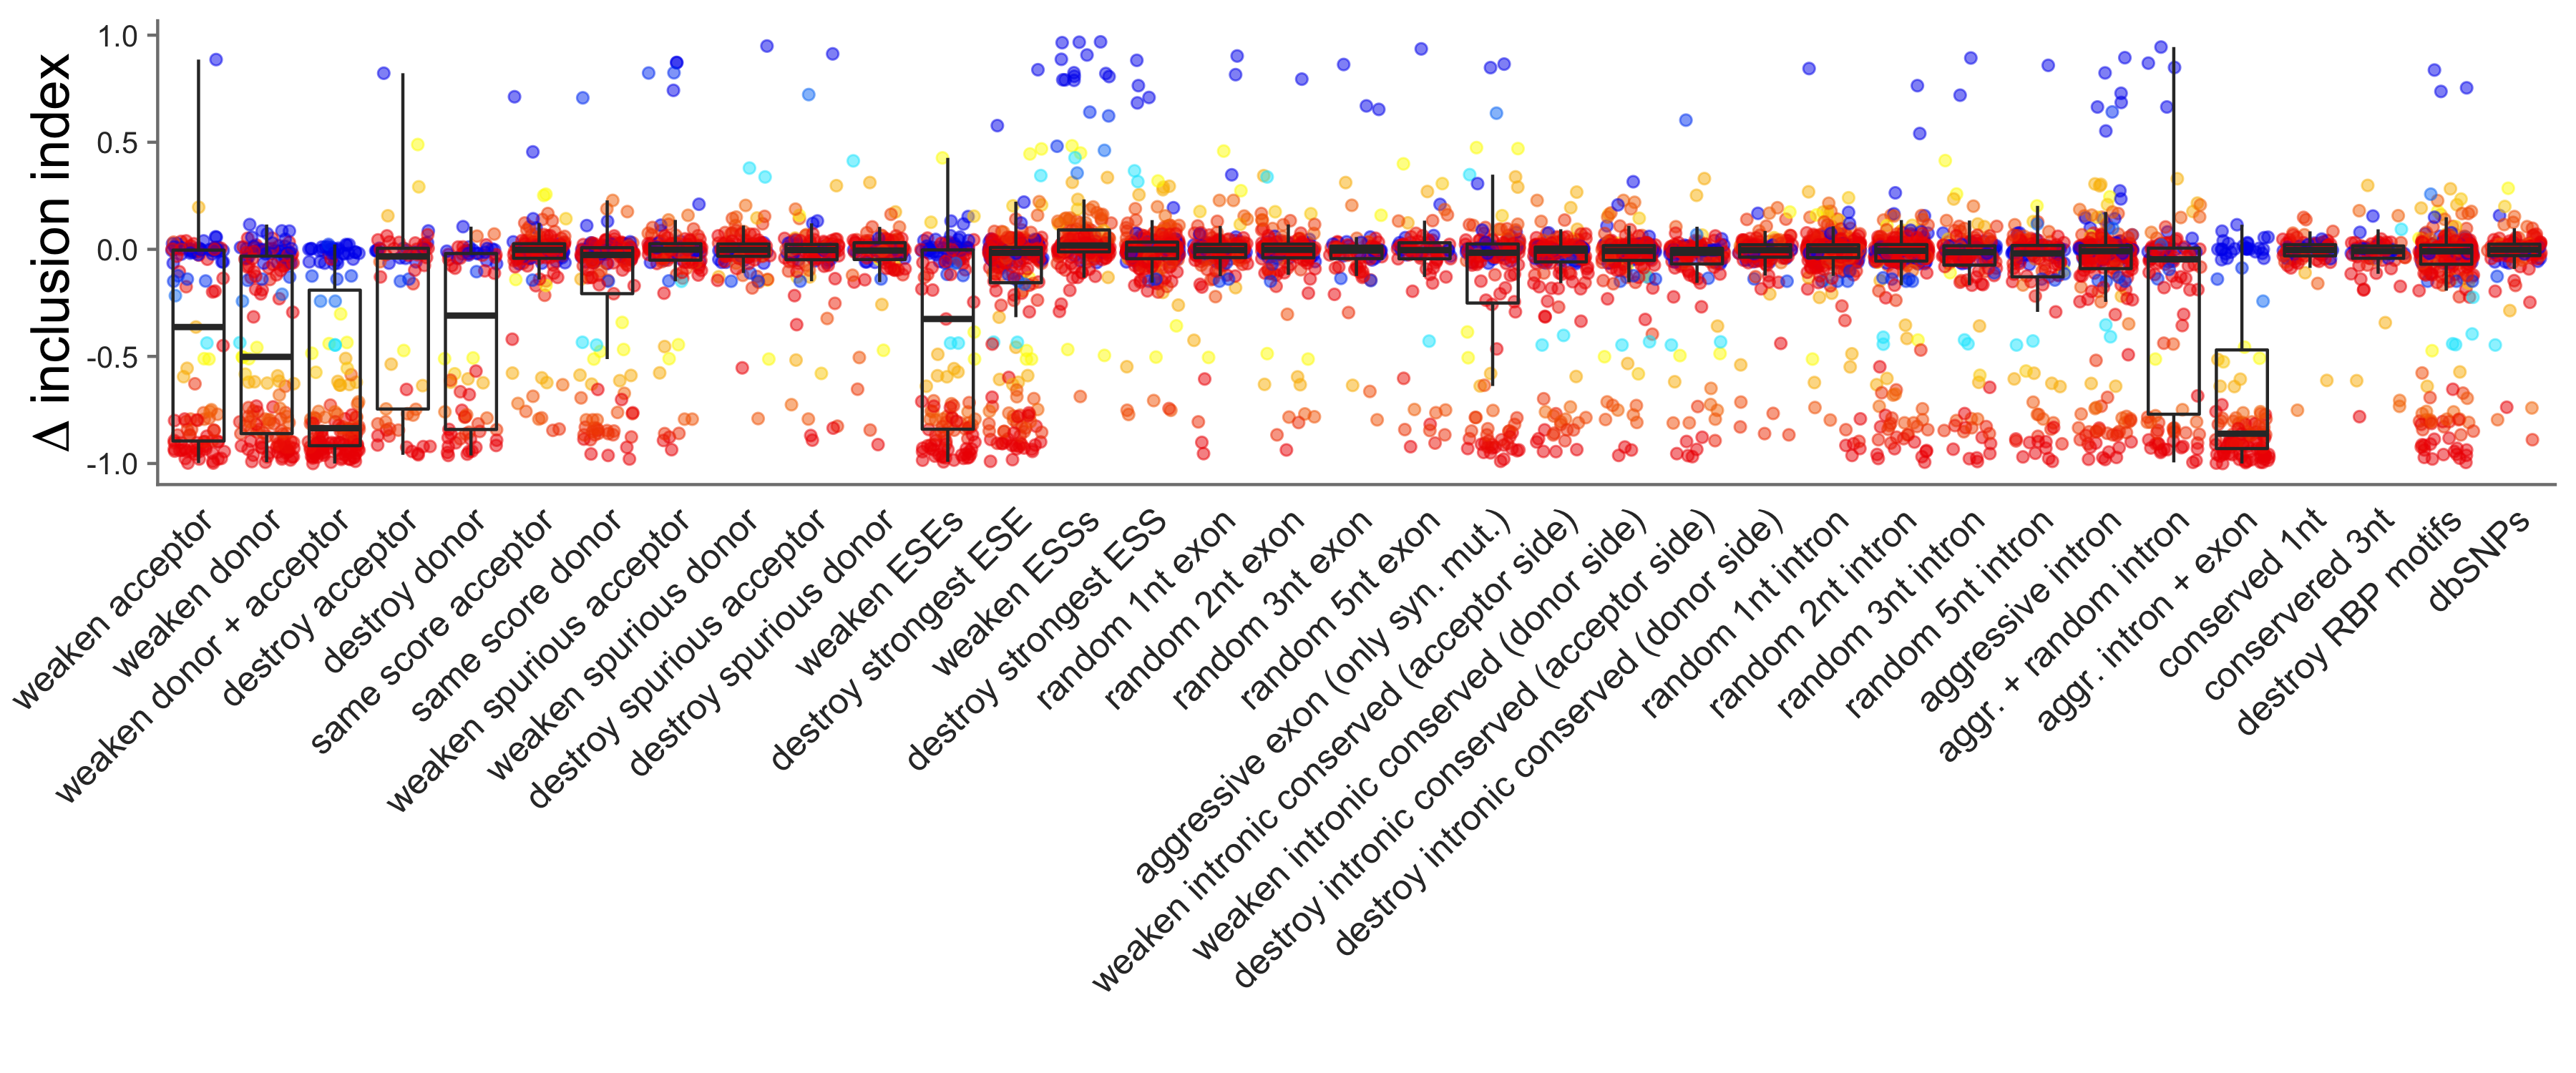 Δ inclusion index
1.0
0.5
0.0
-0.5
-1.0
weaken acceptor
weaken donor
weaken donor + acceptor
destroy acceptor
destroy donor
same score acceptor
same score donor
weaken spurious acceptor
weaken spurious donor
destroy spurious acceptor
destroy spurious donor
weaken ESEs
destroy strongest ESE
weaken ESSs
destroy strongest ESS
random 1nt exon
random 2nt exon
random 3nt exon
random 5nt exon
aggressive exon (only syn. mut.)
weaken intronic conserved (acceptor side)
weaken intronic conserved (donor side)
destroy intronic conserved (acceptor side)
destroy intronic conserved (donor side)
random 1nt intron
random 2nt intron
random 3nt intron
random 5nt intron
aggressive intron
aggr. + random intron
aggr. intron + exon
conserved 1nt
conserved 3nt
destroy RBP motifs
dbSNPs